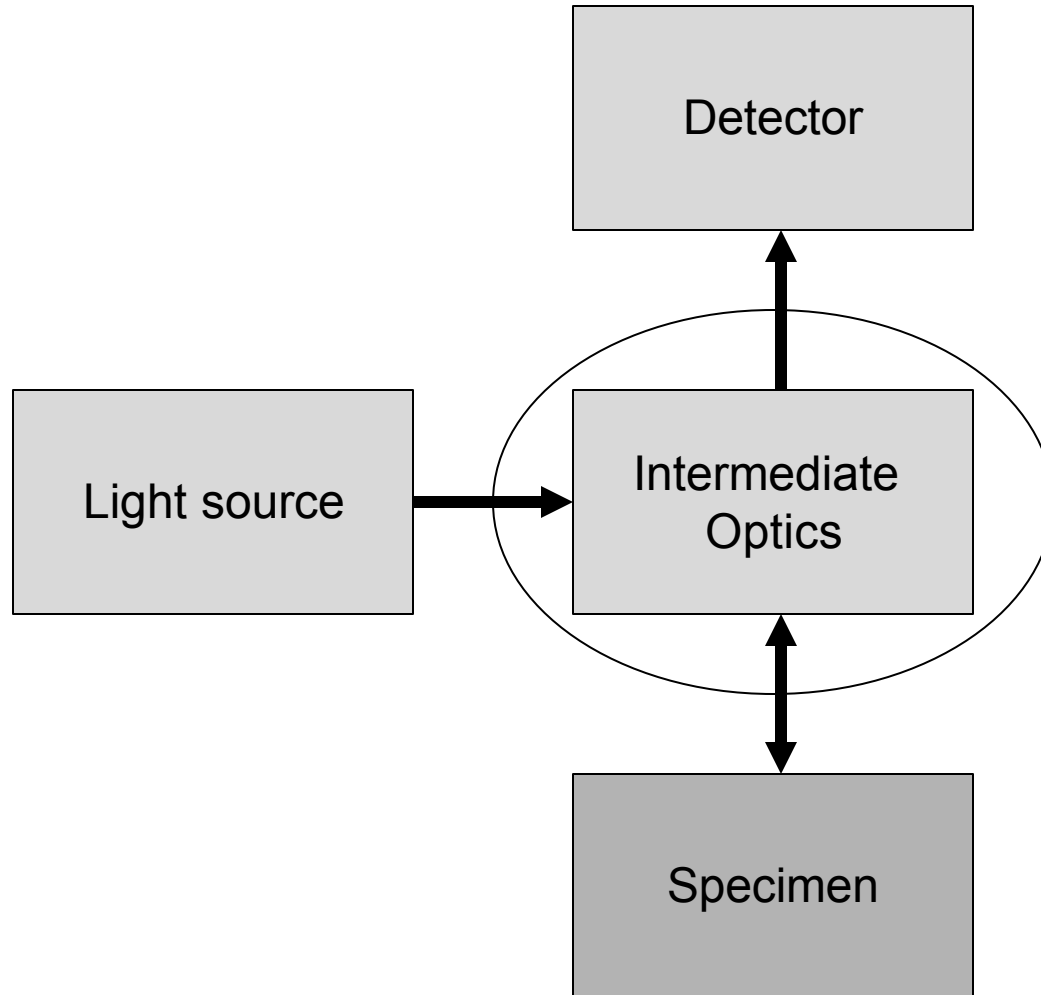 Detector
Light source
Intermediate
Optics
Specimen